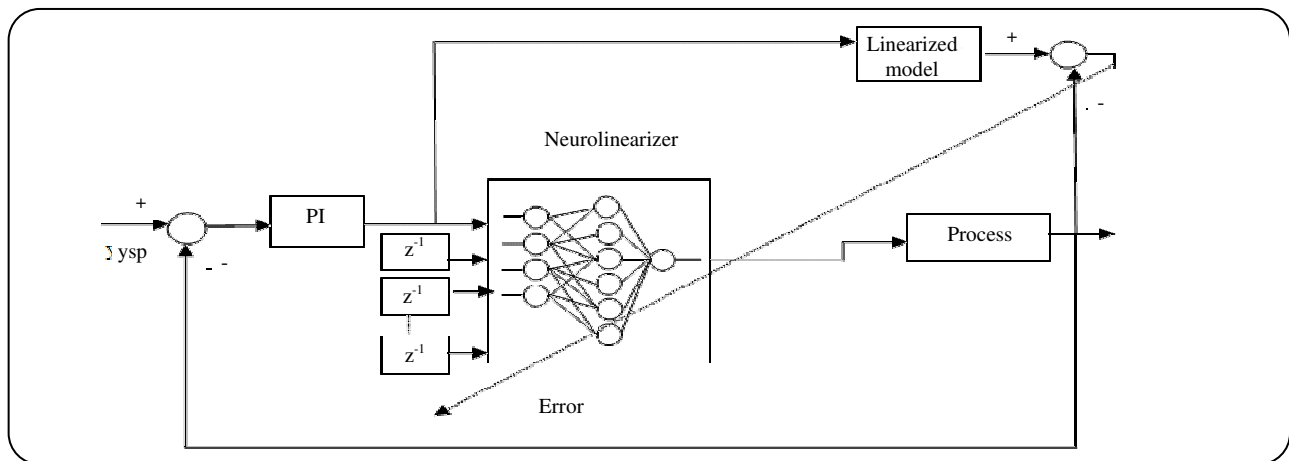 Linearized
model
+
. -
Neurolinearizer
+
PI
Process
ysp
- -
z⁻¹
z⁻¹
z⁻¹
Error